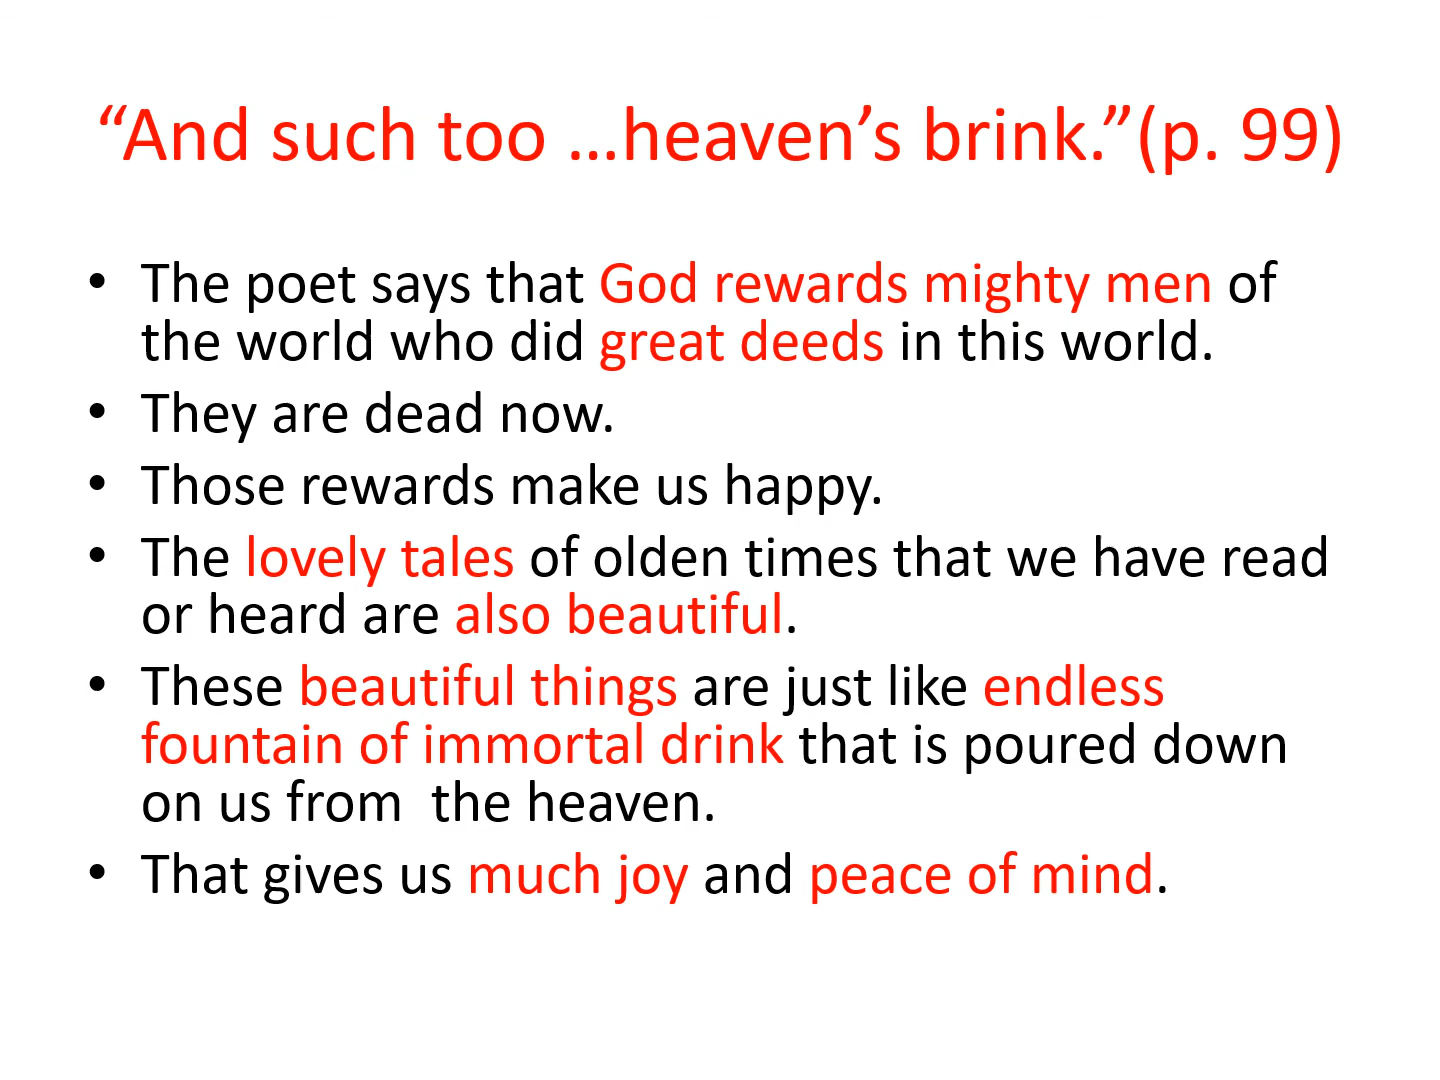 “And such too …heaven’s brink.”(p. 99)
• The poet says that God rewards mighty men of
the world who did great deeds in this world.
• They are dead now.
• Those rewards make us happy.
• The lovely tales of olden times that we have read
or heard are also beautiful.
• These beautiful things are just like endless
fountain of immortal drink that is poured down
on us from  the heaven.
• That gives us much joy and peace of mind.